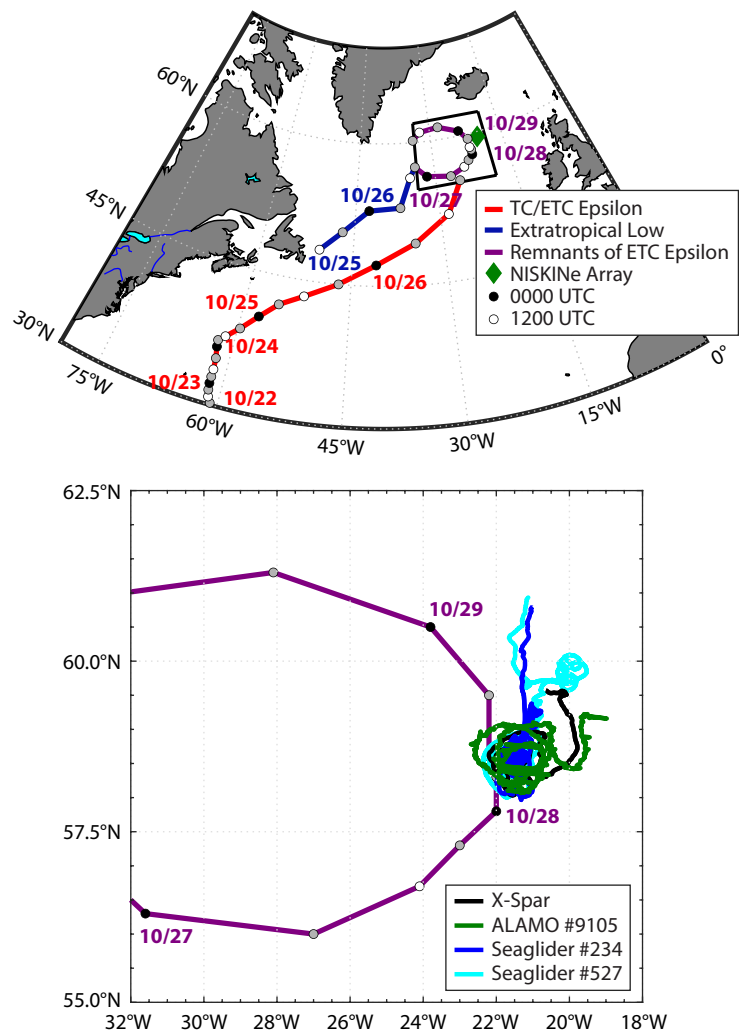 60°N
45°N
30°N
75°W
60°W
45°W
30°W
15°W
0°
10/29
10/28
10/27
10/26
10/25
10/26
10/25
10/24
10/23
10/22
TC/ETC Epsilon
Extratropical Low
Remnants of ETC Epsilon
NISKINe Array
0000 UTC
1200 UTC
62.5°N
60.0°N
57.5°N
55.0°N
10/29
10/28
10/27
X-Spar
ALAMO #9105
Seaglider #234
Seaglider #527
32°W 30°W 28°W 26°W 24°W 22°W 20°W 18°W